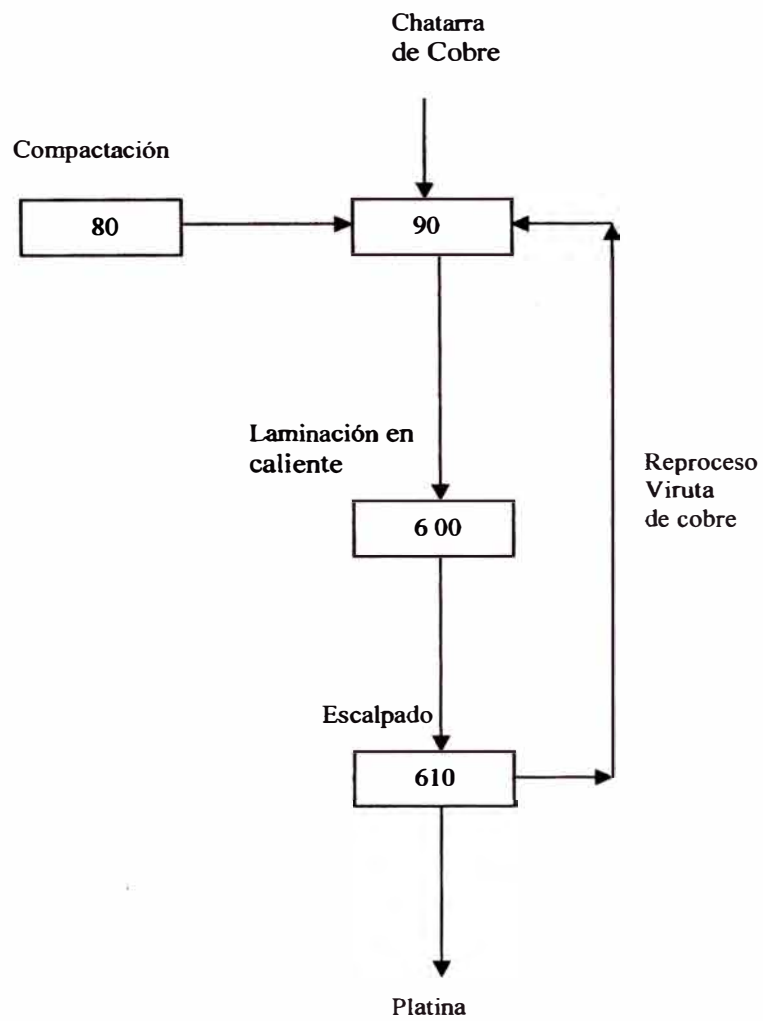 Chatarra
de Cobre
Compactación
80
90
Laminación en
caliente
6 00
Reproceso
Viruta
de cobre
Escalpado
610
Platina